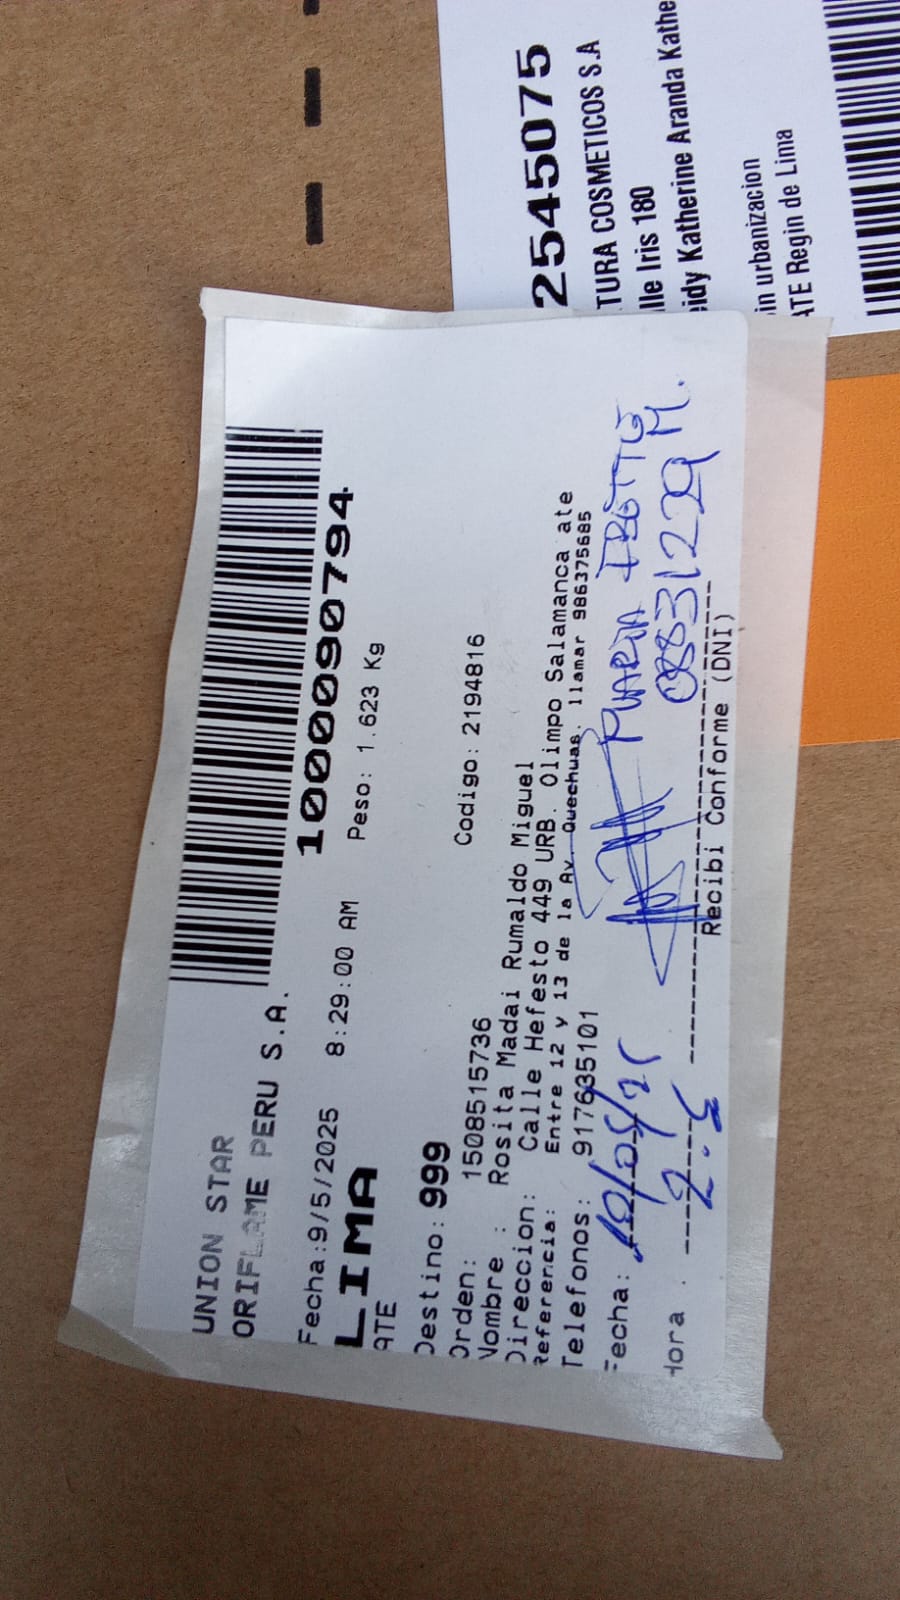 UNION STAR
ORIFLAME PERU S.A.
1000090794
Fecha:9/5/2025 8:29:00 AM Peso: 1.623 Kg
LIMA
ATE
Destino: 999
Orden: 1508515736 Codigo: 2194816
Nombre : Rosita Madai Rumaldo Miguel
Direccion: Calle Hefesto 449 URB. Olimpo Salamanca ate
Referencia: Entre 12 y 13 de la Av. Quechuas. llamar 986375685
Telefonos: 917635101
Fecha: 10/05/25 MARIA
Hora . 08831229 M.
Recibi Conforme (DNI)
2545075
TURA COSMETICOS S.A
lle Iris 180
eidy Katherine Aranda Kathe
in urbanizacion
ATE Regin de Lima